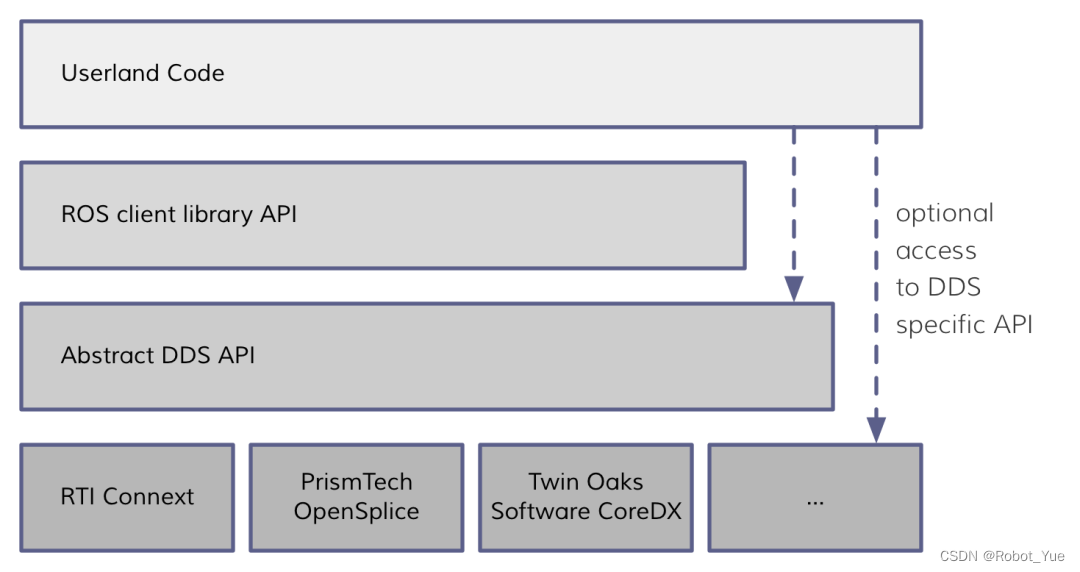 Userland Code
ROS client library API
optional
access
to DDS
specific API
Abstract DDS API
RTI Connext
PrismTech
OpenSplice
Twin Oaks
Software CoreDX
...
CSDN @Robot_Yue